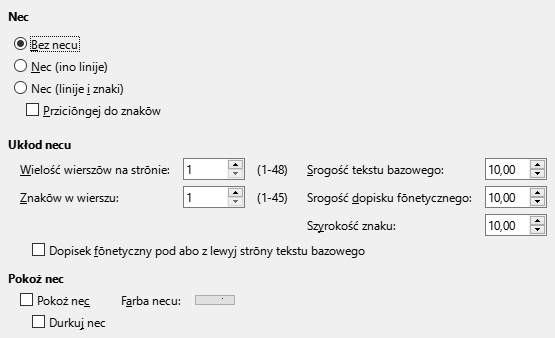 Nec
Bez necu
Nec (ino linije)
Nec (linije i znaki)
Prziciōngej do znakōw
Ukłod necu
Wielość wierszōw na strōnie: 1 (1-48) Srogość tekstu bazowego: 10,00
Znakōw w wierszu: 1 (1-45) Srogość dopisku fōnetycznego: 10,00
Szyrokość znaku: 10,00
Dopisek fōnetyczny pod abo z lewyj strōny tekstu bazowego
Pokoż nec
Pokoż nec Farba necu:
Durkuj nec